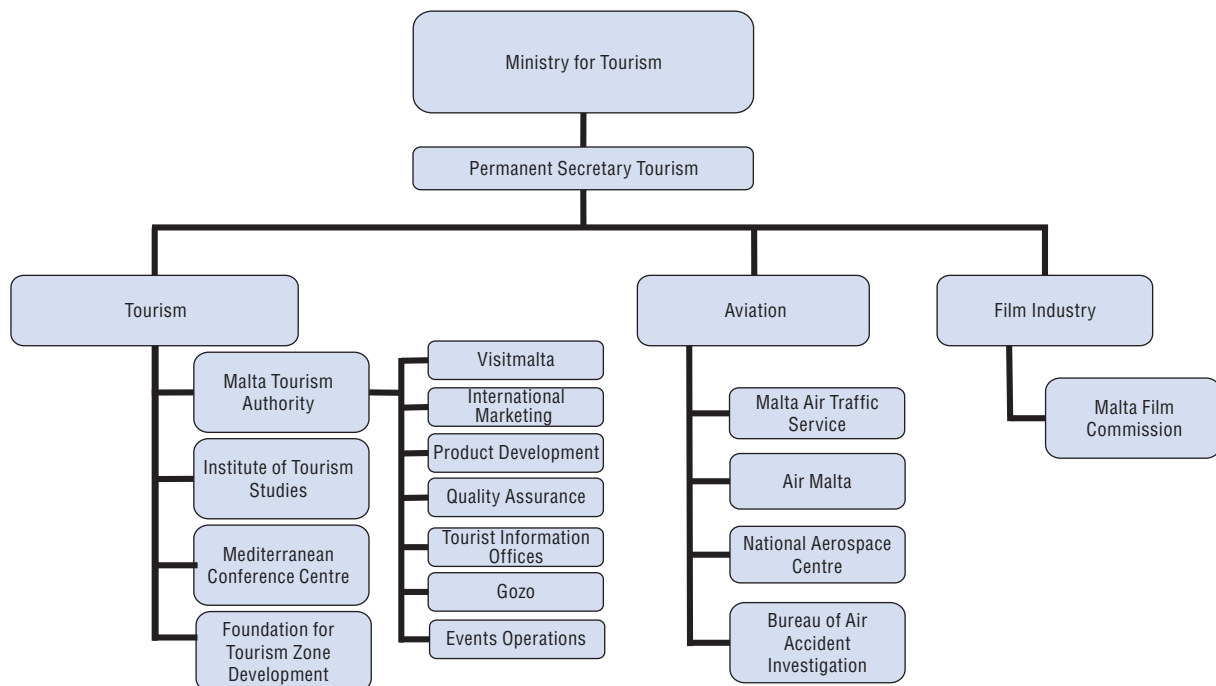 Ministry for Tourism
Permanent Secretary Tourism
Tourism
Malta Tourism
Authority
Institute of Tourism
Studies
Mediterranean
Conference Centre
Foundation for
Tourism Zone
Development
Visitmalta
International
Marketing
Product Development
Quality Assurance
Tourist Information
Offices
Gozo
Events Operations
Aviation
Malta Air Traffic
Service
Air Malta
National Aerospace
Centre
Bureau of Air
Accident
Investigation
Film Industry
Malta Film
Commission